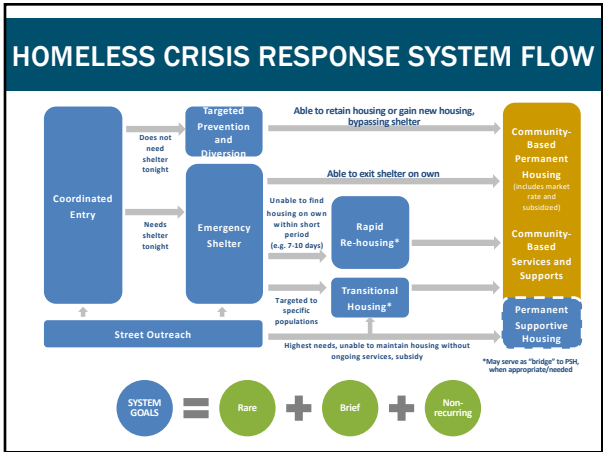 HOMELESS CRISIS RESPONSE SYSTEM FLOW
Coordinated
Entry
Does not
need
shelter
tonight
Needs
shelter
tonight
Targeted
Prevention
and
Diversion
Emergency
Shelter
Street Outreach
Able to retain housing or gain new housing,
bypassing shelter
Able to exit shelter on own
Unable to find
housing on own
within short
period
(e.g. 7-10 days)
Rapid
Re-housing*
Transitional
Housing*
Targeted to
specific
populations
Highest needs, unable to maintain housing without
ongoing services, subsidy
Community-
Based
Permanent
Housing
(includes market
rate and
subsidized)
Community-
Based
Services and
Supports
Permanent
Supportive
Housing
*May serve as "bridge" to PSH,
when appropriate/needed
SYSTEM
GOALS
=
Rare
+
Brief
+
Non-
recurring